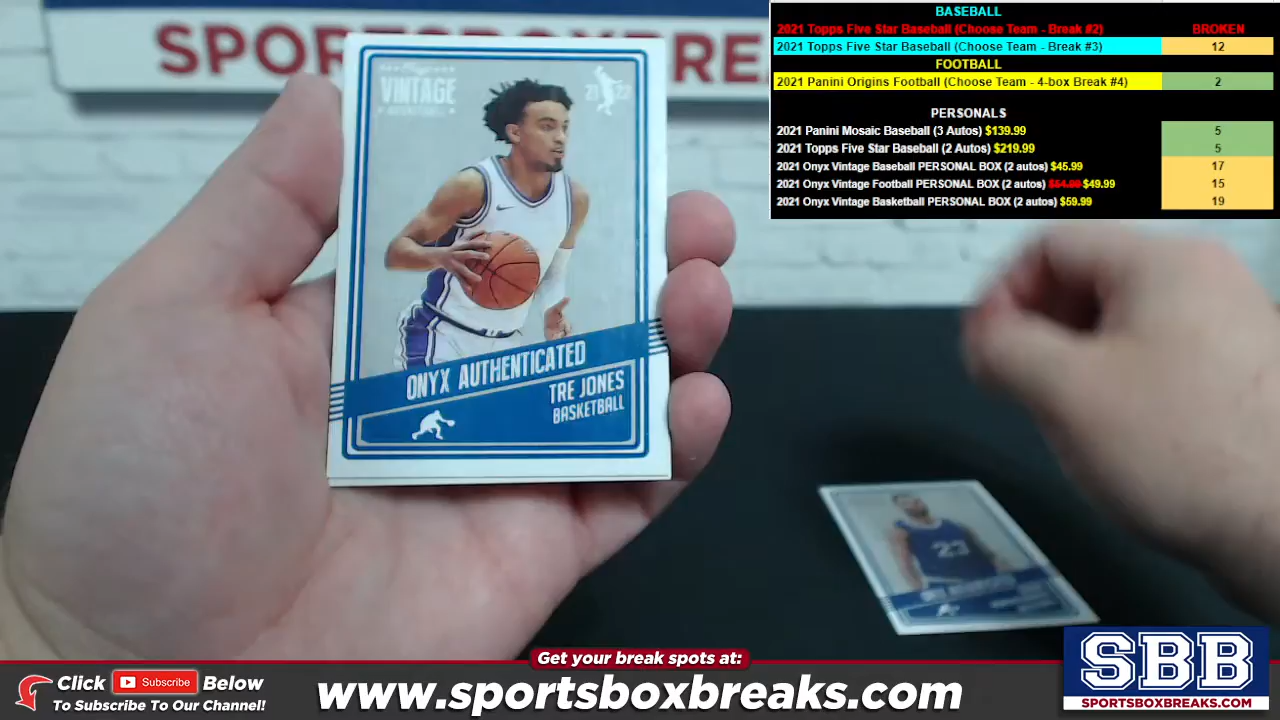 SPORTSBOXBREA
BASEBALL
2021 Topps Five Star Baseball (Choose Team - Break #2) BROKEN
2021 Topps Five Star Baseball (Choose Team - Break #3) 12
FOOTBALL
2021 Panini Origins Football (Choose Team - 4-box Break #4) 2
PERSONALS
2021 Panini Mosaic Baseball (3 Autos) $139.99 5
2021 Topps Five Star Baseball (2 Autos) $219.99 5
2021 Onyx Vintage Baseball PERSONAL BOX (2 autos) $45.99 17
2021 Onyx Vintage Football PERSONAL BOX (2 autos) $54.99 $49.99 15
2021 Onyx Vintage Basketball PERSONAL BOX (2 autos) $59.99 19
VINTAGE
21 22
ONYX AUTHENTICATED
TRE JONES
BASKETBALL
23
Get your break spots at:
Click Subscribe Below
To Subscribe To Our Channel!
www.sportsboxbreaks.com
SBB
SPORTSBOXBREAKS.COM